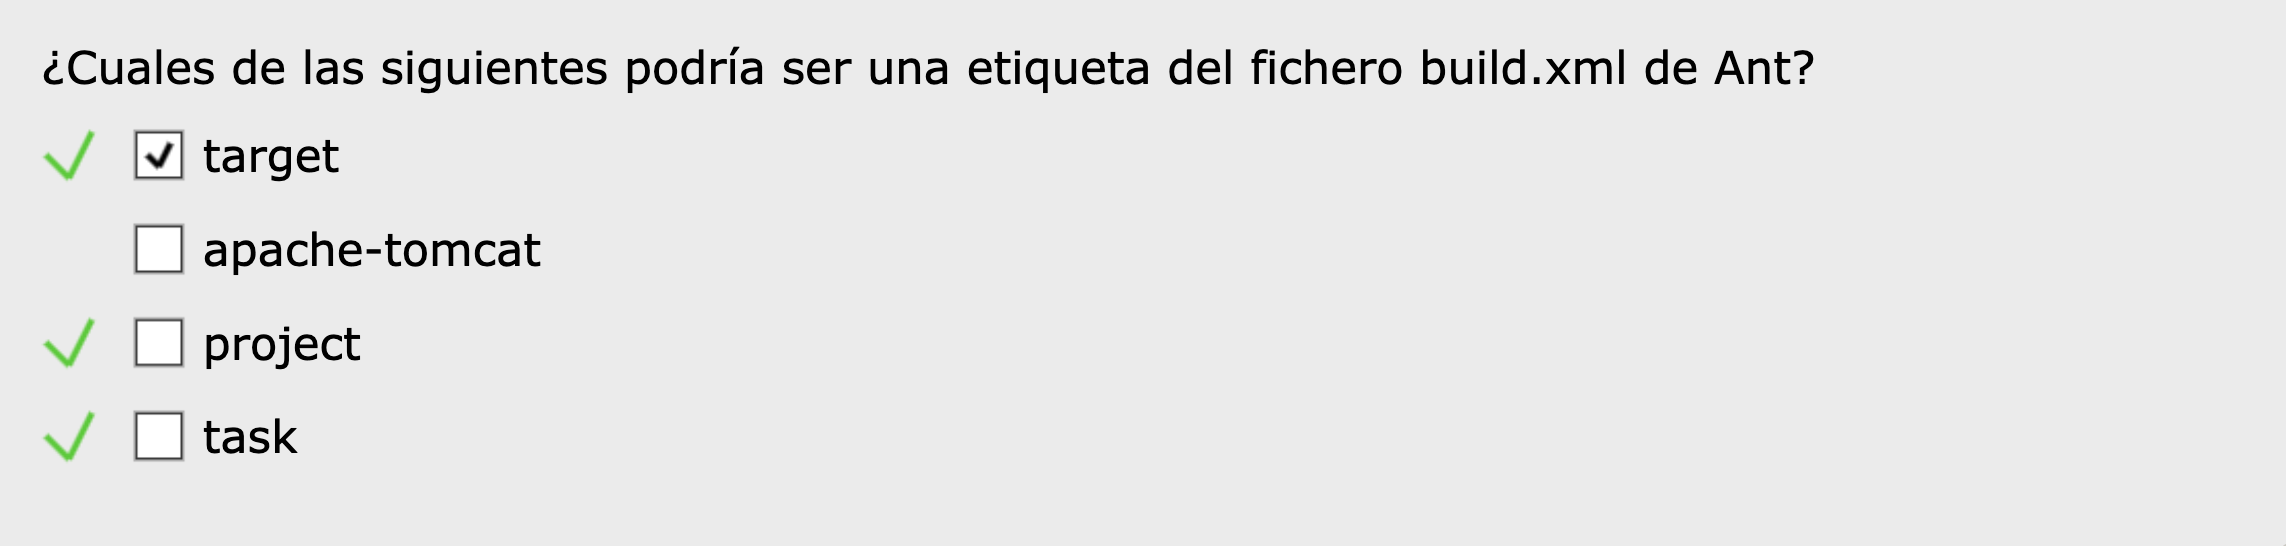 ¿Cuales de las siguientes podría ser una etiqueta del fichero build.xml de Ant?
target
apache-tomcat
project
task